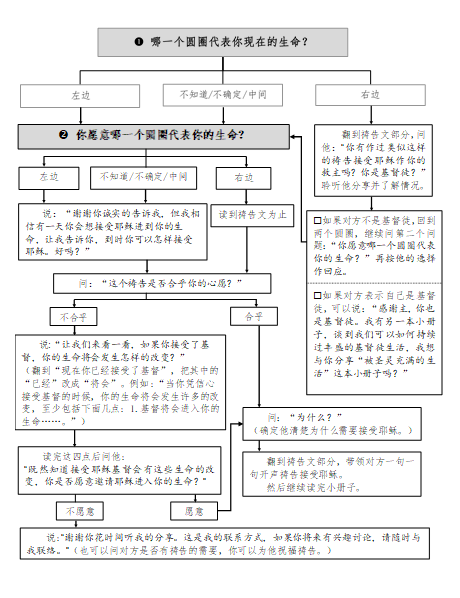 ❶ 哪一个圆圈代表你现在的生命？
左边
不知道/不确定/中间
右边
❷ 你愿意哪一个圆圈代表你的生命？
左边
不知道/不确定/中间
右边
翻到祷告文部分，问
他：“你有作过类似这样
的祷告接受耶稣作你的
救主吗？你是基督徒？”
聆听他分享并了解情况。
说：“谢谢你诚实的告诉我，但我相
信有一天你会想接受耶稣进到你的生
命，让我告诉你，到时你可以怎样接受
耶稣。好吗？”
读到祷告文为止
□如果对方不是基督徒，回到
两个圆圈，继续问第二个问
题：“你愿意哪一个圆圈代表
你的生命？”再按他的选择
作回应。
□如果对方表示自己是基督
徒，可以说：“感谢主，你也
是基督徒。我有另一本小册
子，谈到我们可以如何持续
过丰盛的基督徒生活，我想
与你分享“被圣灵充满的生
活”这本小册子吗？”
问：“这个祷告是否合乎你的心愿？”
不合乎
合乎
说：“让我们来看一看，如果你接受了基
督，你的生命将会发生怎样的改变？”
（翻到“现在你已经接受了基督”，把其中的
“已经”改成“将会”。例如：“当你凭信心
接受基督的时候，你的生命将会发生许多的改
变，至少包括下面几点：1.基督将会进入你的
生命……。”）
问：“为什么？”
（确定他清楚为什么需要接受耶稣。）
读完这四点后问他：
“既然知道接受耶稣基督会有这些生命的改
变，你是否愿意邀请耶稣进入你的生命？”
翻到祷告文部分，带领对方一句一
句开声祷告接受耶稣。
然后继续读完小册子。
不愿意
愿意
说：“谢谢你花时间听我的分享。这是我的联系方式，如果你将来有兴趣讨论，请随时与
我联络。”（也可以问对方是否有祷告的需要，你可以为他祝福祷告。）